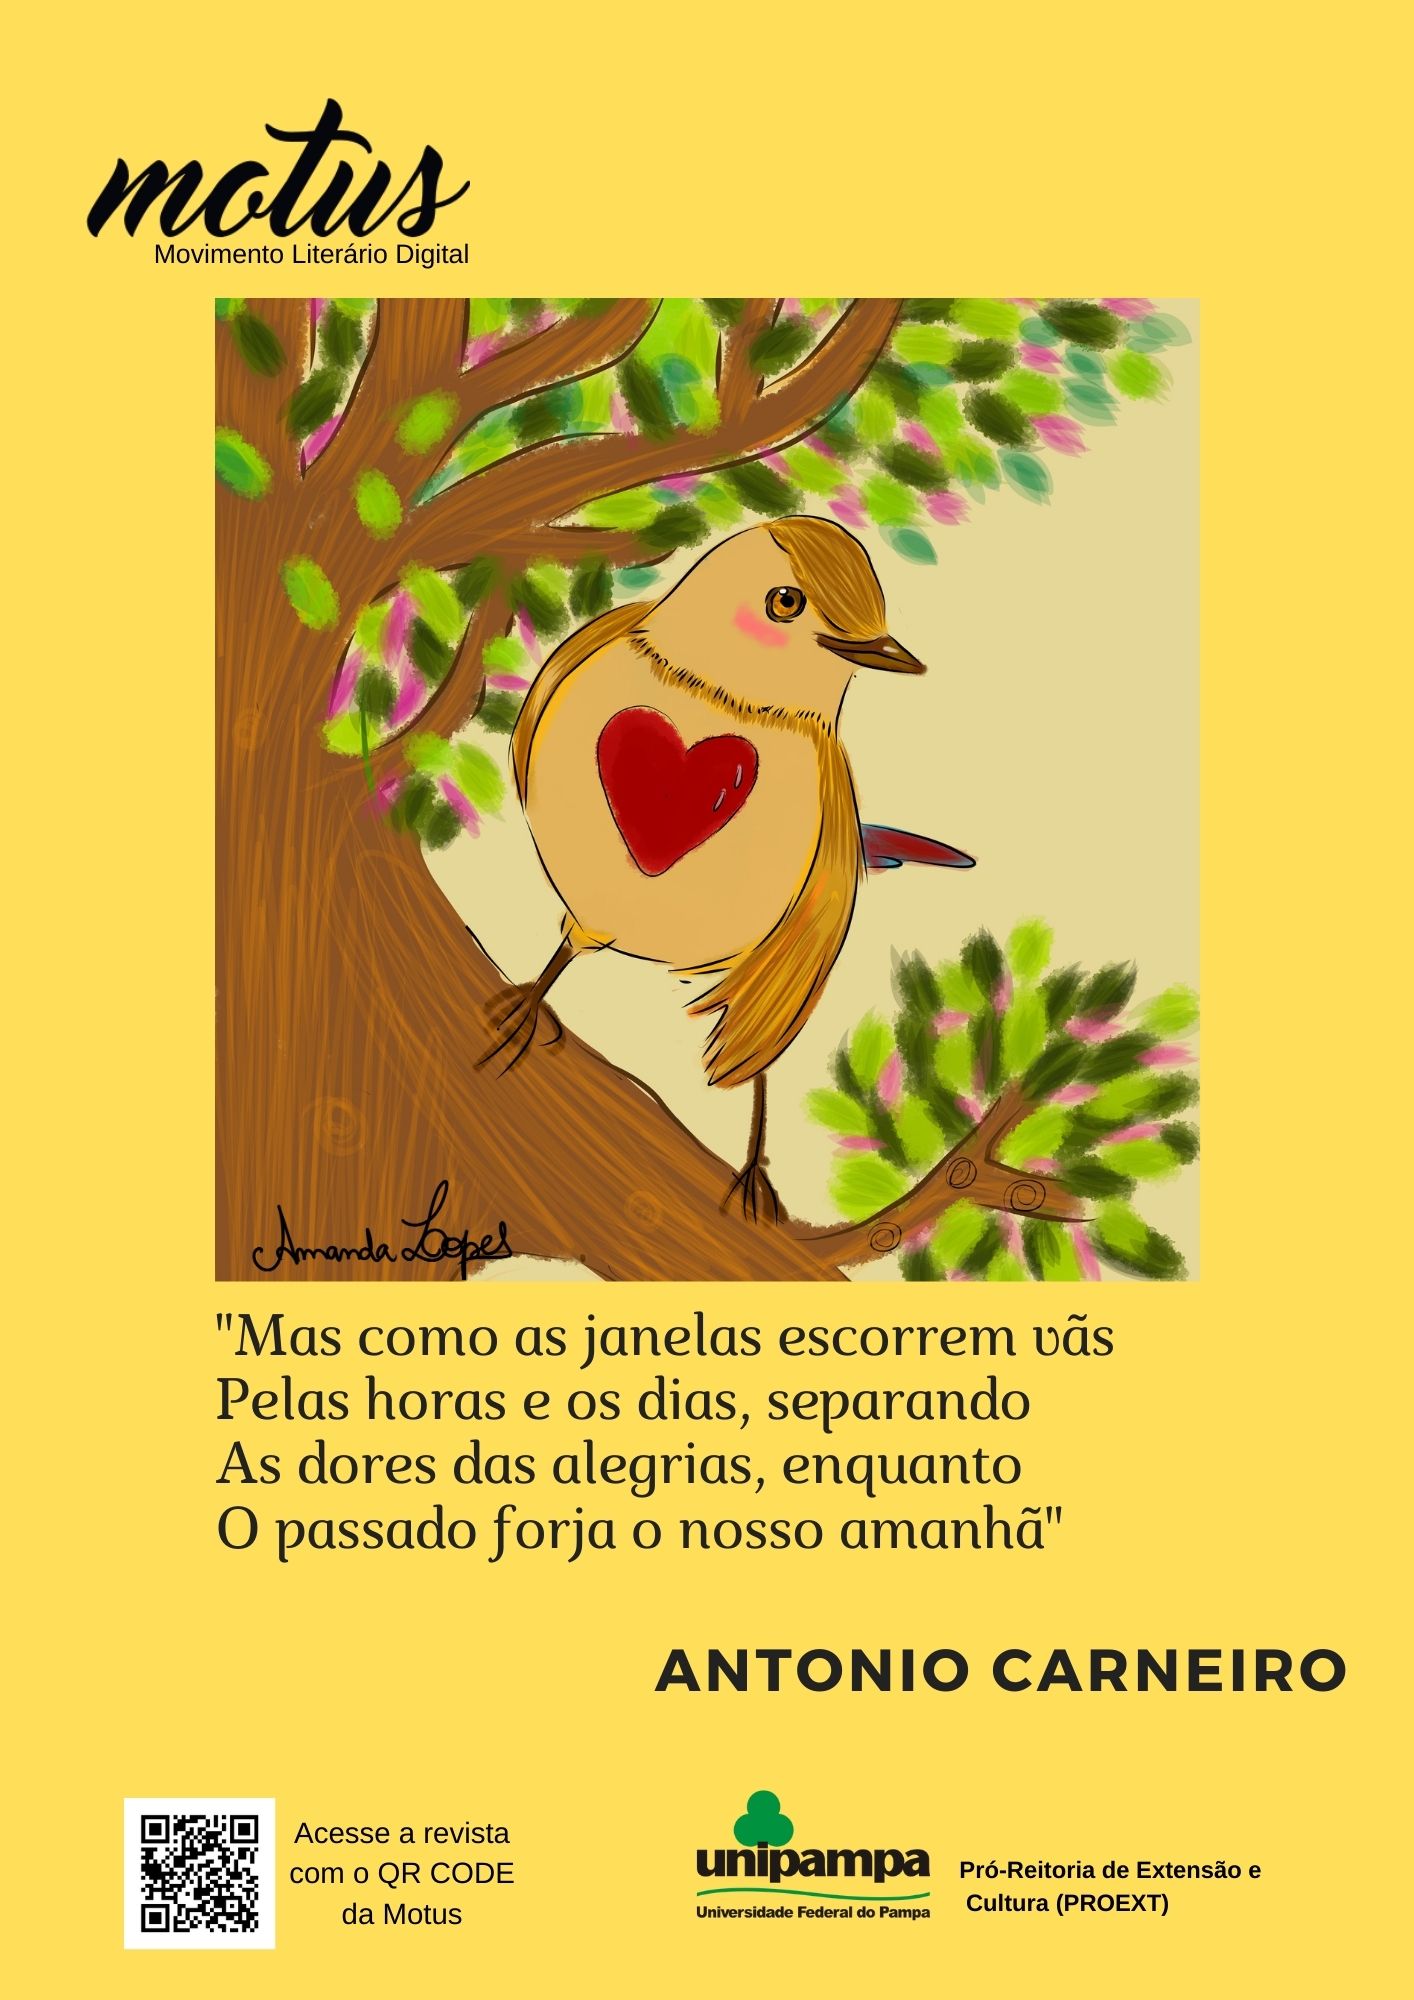 motus
Movimento Literário Digital
Amanda Lopes
"Mas como as janelas escorrem vãs
Pelas horas e os dias, separando
As dores das alegrias, enquanto
O passado forja o nosso amanhã"
ANTONIO CARNEIRO
Acesse a revista
com o QR CODE
da Motus
unipampa
Universidade Federal do Pampa
Pró-Reitoria de Extensão e
Cultura (PROEXT)